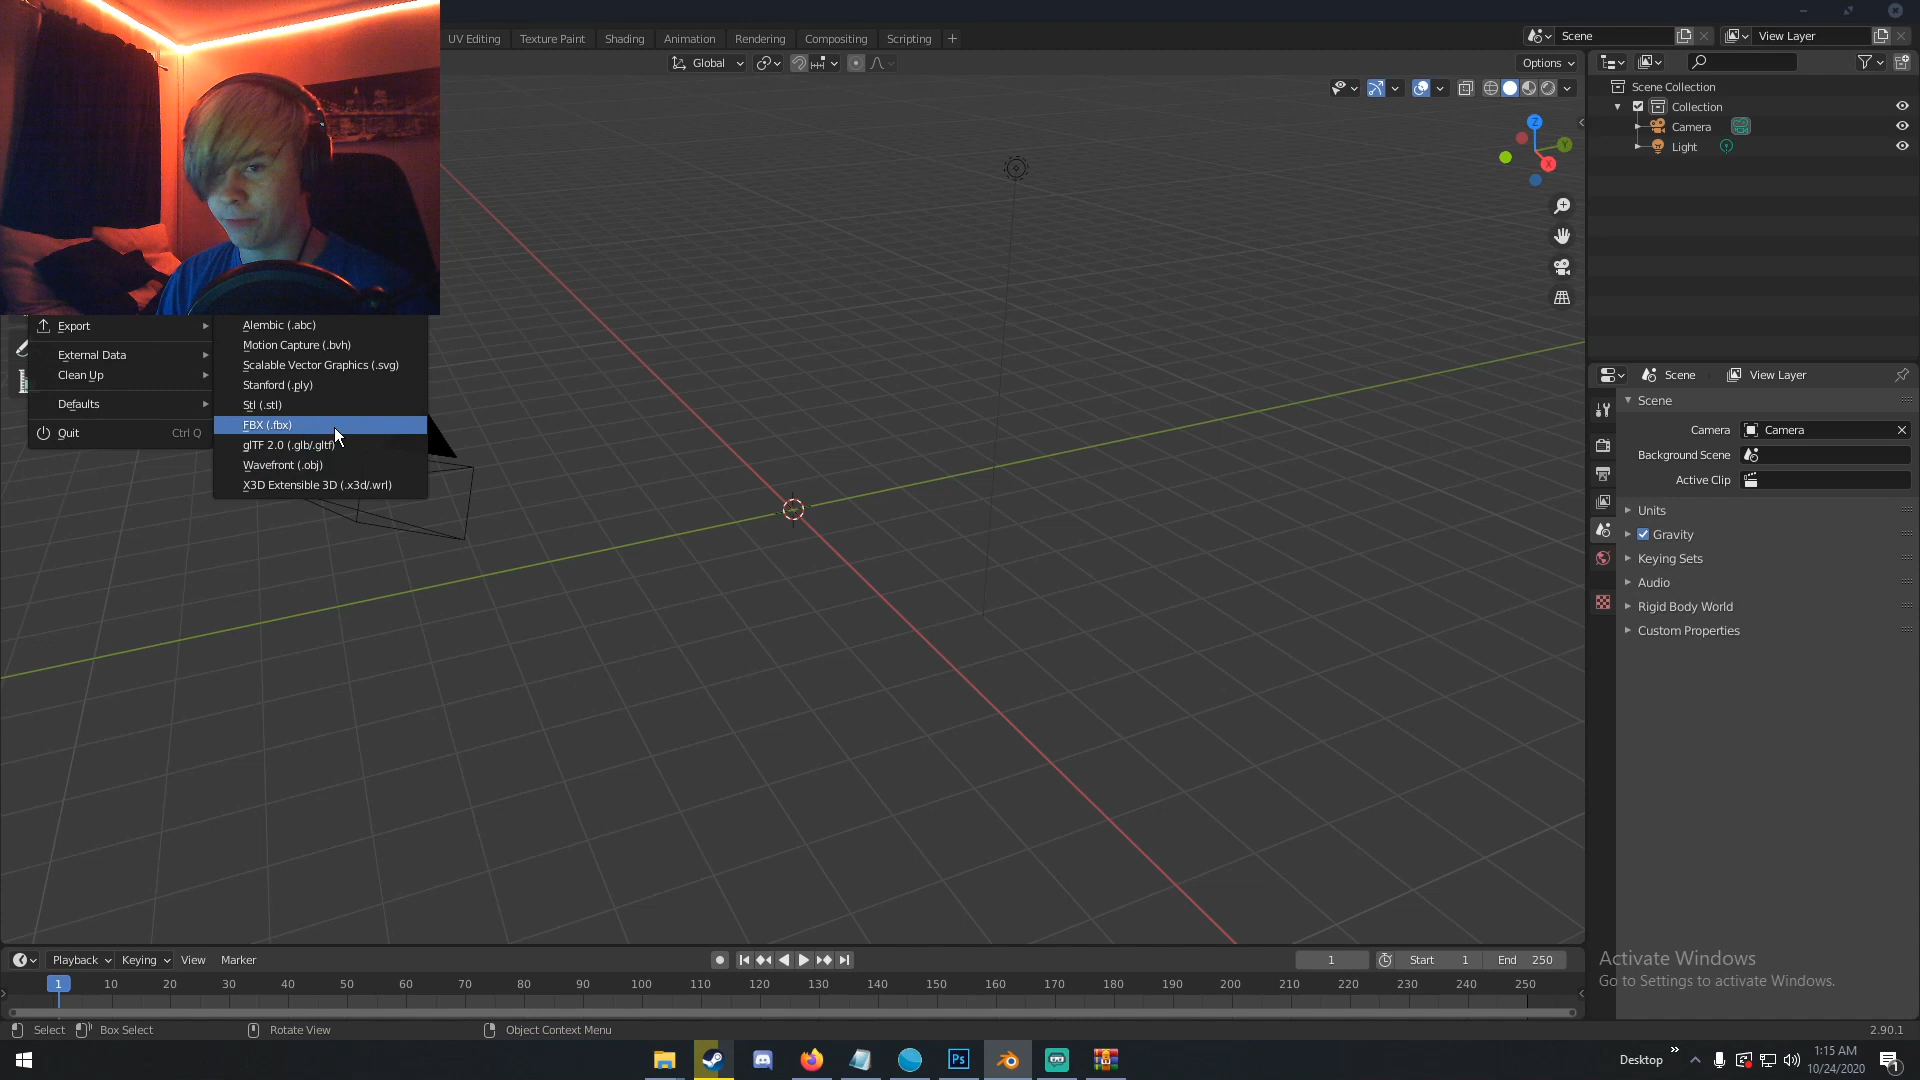 UV Editing Texture Paint Shading Animation Rendering Compositing Scripting +
Scene View Layer
Global Options
Scene Collection
Collection
Camera
Light
Z Y X
Export
External Data
Clean Up
Defaults
Quit Ctrl Q
Alembic (.abc)
Motion Capture (.bvh)
Scalable Vector Graphics (.svg)
Stanford (.ply)
Stl (.stl)
FBX (.fbx)
glTF 2.0 (.glb/.gltf)
Wavefront (.obj)
X3D Extensible 3D (.x3d/.wrl)
Scene View Layer
Scene
Camera Camera
Background Scene
Active Clip
Units
Gravity
Keying Sets
Audio
Rigid Body World
Custom Properties
Activate Windows
Go to Settings to activate Windows.
Playback Keying View Marker 1 Start 1 End 250
1 10 20 30 40 50 60 70 80 90 100 110 120 130 140 150 160 170 180 190 200 210 220 230 240 250
Select Box Select Rotate View Object Context Menu 2.90.1
Ps Desktop 1:15 AM
10/24/2020 1